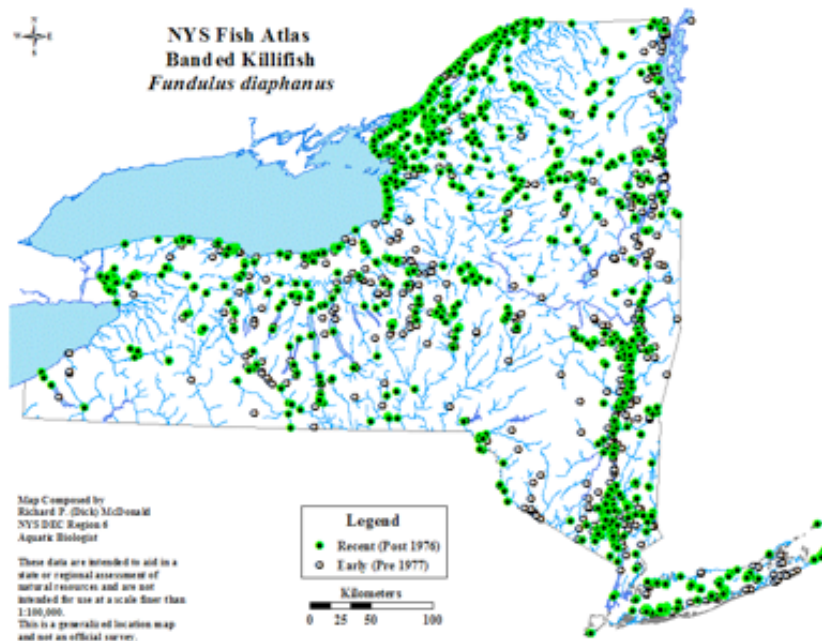 N
W E
S
NYS Fish Atlas
Banded Killifish
Fundulus diaphanus
Map Composed by
Richard P. (Dick) McDonald
NYS DEC Region 6
Aquatic Biologist
These data are intended to aid in a
state or regional assessment of
natural resources and are not
intended for use at a scale finer than
1:100,000.
This is a generalized location map
and not an official survey.
Legend
Recent (Post 1976)
Early (Pre 1977)
Kilometers
0 25 50 100